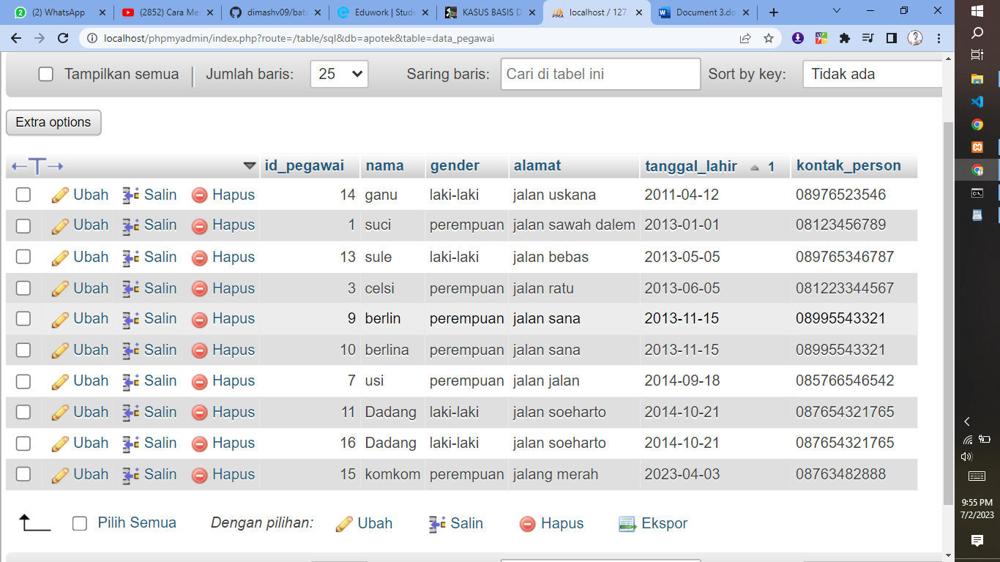 (2) WhatsApp (2852) Cara Me dimashv09/bata Eduwork | Stude KASUS BASIS D localhost / 127. Document 3.do
localhost/phpmyadmin/index.php?route=/table/sql&db=apotek&table=data_pegawai
Tampilkan semua Jumlah baris: 25 Saring baris: Cari di tabel ini Sort by key: Tidak ada
Extra options
id_pegawai nama gender alamat tanggal_lahir 1 kontak_person
Ubah Salin Hapus 14 ganu laki-laki jalan uskana 2011-04-12 08976523546
Ubah Salin Hapus 1 suci perempuan jalan sawah dalem 2013-01-01 08123456789
Ubah Salin Hapus 13 sule laki-laki jalan bebas 2013-05-05 089765346787
Ubah Salin Hapus 3 celsi perempuan jalan ratu 2013-06-05 081223344567
Ubah Salin Hapus 9 berlin perempuan jalan sana 2013-11-15 08995543321
Ubah Salin Hapus 10 berlina perempuan jalan sana 2013-11-15 08995543321
Ubah Salin Hapus 7 usi perempuan jalan jalan 2014-09-18 085766546542
Ubah Salin Hapus 11 Dadang laki-laki jalan soeharto 2014-10-21 087654321765
Ubah Salin Hapus 16 Dadang laki-laki jalan soeharto 2014-10-21 087654321765
Ubah Salin Hapus 15 komkom perempuan jalang merah 2023-04-03 08763482888
Pilih Semua Dengan pilihan: Ubah Salin Hapus Ekspor
9:55 PM
7/2/2023